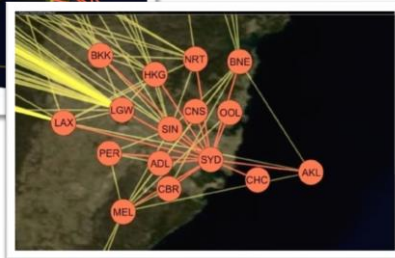 BKK
NRT
BNE
HKG
LGW
CNS
OOL
LAX
SIN
PER
ADL
SYD
CBR
CHC
AKL
MEL